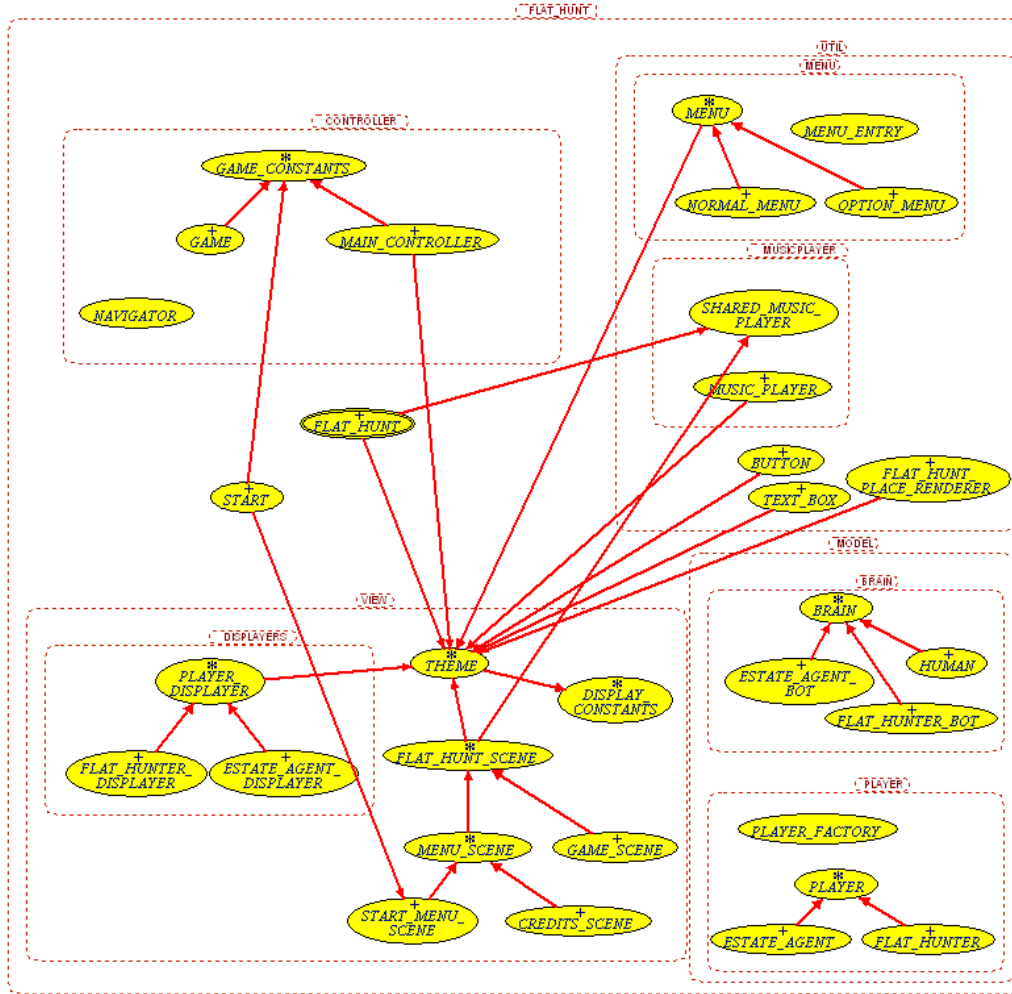 FLAT_HUNT
UTIL
MENU
*
MENU
MENU_ENTRY
+
NORMAL_MENU
+
OPTION_MENU
CONTROLLER
*
GAME_CONSTANTS
+
GAME
+
MAIN_CONTROLLER
NAVIGATOR
MUSICPLAYER
SHARED_MUSIC_
PLAYER
+
MUSIC_PLAYER
+
FLAT_HUNT
+
START
+
BUTTON
+
TEXT_BOX
+
FLAT_HUNT_
PLACE_RENDERER
MODEL
BRAIN
*
BRAIN
+
ESTATE_AGENT_
BOT
+
HUMAN
+
FLAT_HUNTER_BOT
VIEW
DISPLAYERS
*
PLAYER_
DISPLAYER
+
FLAT_HUNTER_
DISPLAYER
+
ESTATE_AGENT_
DISPLAYER
*
THEME
*
DISPLAY_
CONSTANTS
*
FLAT_HUNT_SCENE
*
MENU_SCENE
+
GAME_SCENE
+
START_MENU_
SCENE
+
CREDITS_SCENE
PLAYER
PLAYER_FACTORY
*
PLAYER
+
ESTATE_AGENT
+
FLAT_HUNTER